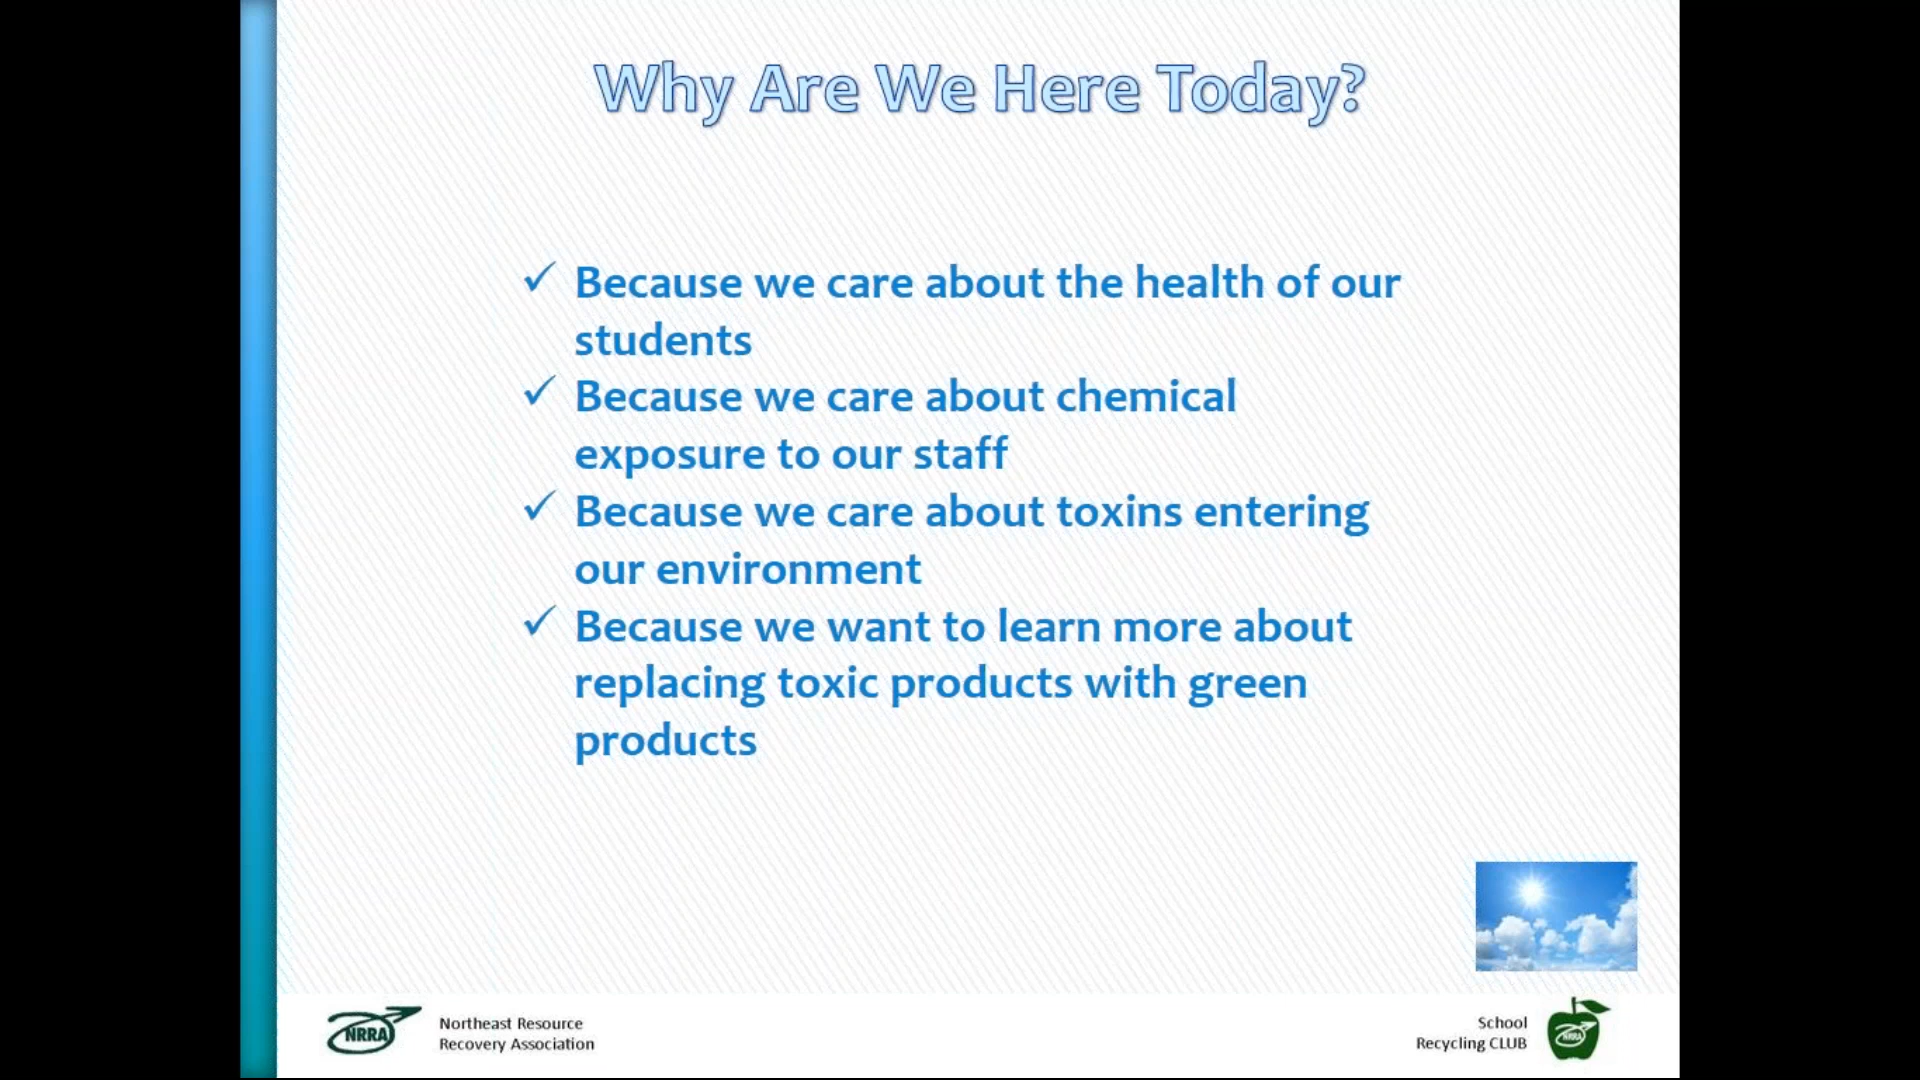 Why Are We Here Today?
✓ Because we care about the health of our
students
✓ Because we care about chemical
exposure to our staff
✓ Because we care about toxins entering
our environment
✓ Because we want to learn more about
replacing toxic products with green
products
NRRA
Northeast Resource
Recovery Association
School
Recycling CLUB
NRRA